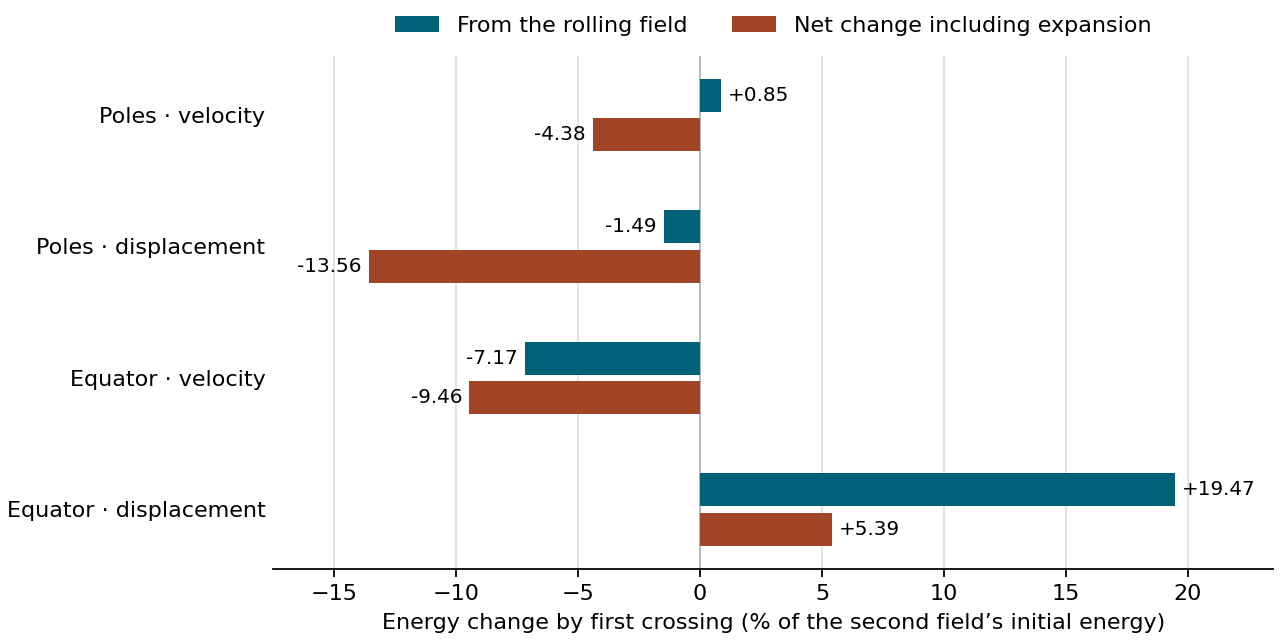 From the rolling field
Net change including expansion
Poles · velocity
+0.85
-4.38
Poles · displacement
-1.49
-13.56
Equator · velocity
-7.17
-9.46
Equator · displacement
+19.47
+5.39
−15 −10 −5 0 5 10 15 20
Energy change by first crossing (% of the second field’s initial energy)